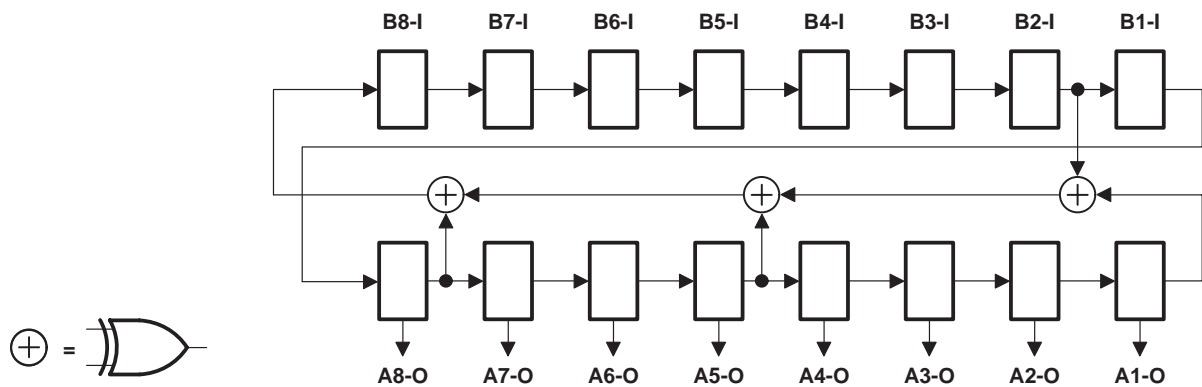 B8-I B7-I B6-I B5-I B4-I B3-I B2-I B1-I
=
A8-O A7-O A6-O A5-O A4-O A3-O A2-O A1-O